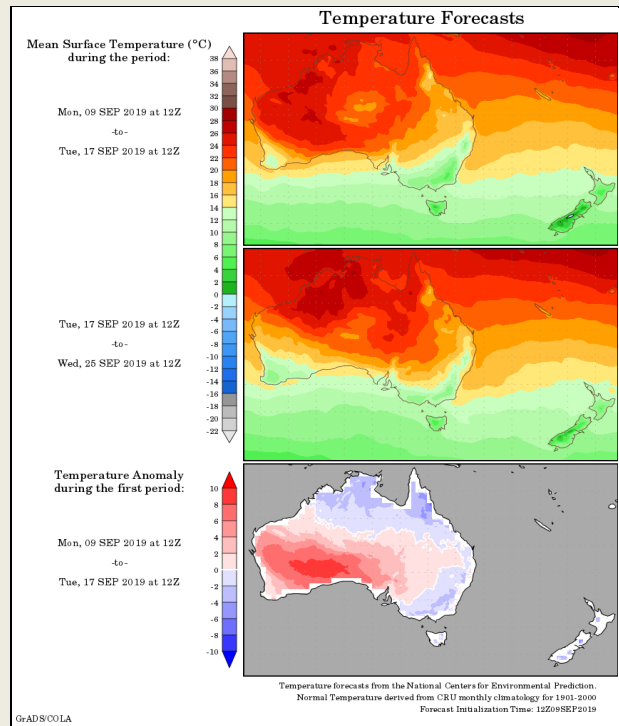 Temperature Forecasts
Mean Surface Temperature (°C)
during the period:
Mon, 09 SEP 2019 at 12Z
-to-
Tue, 17 SEP 2019 at 12Z
38
36
34
32
30
28
26
24
22
20
18
16
14
12
10
8
6
4
2
0
-2
-4
-6
-8
-10
-12
-14
-16
-18
-20
-22
Tue, 17 SEP 2019 at 12Z
-to-
Wed, 25 SEP 2019 at 12Z
Temperature Anomaly
during the first period:
Mon, 09 SEP 2019 at 12Z
-to-
Tue, 17 SEP 2019 at 12Z
10
8
6
4
2
0
-2
-4
-6
-8
-10
Temperature forecasts from the National Centers for Environmental Prediction.
Normal Temperature derived from CRU monthly climatology for 1901-2000
Forecast Initialization Time: 12Z09SEP2019
GrADS/COLA